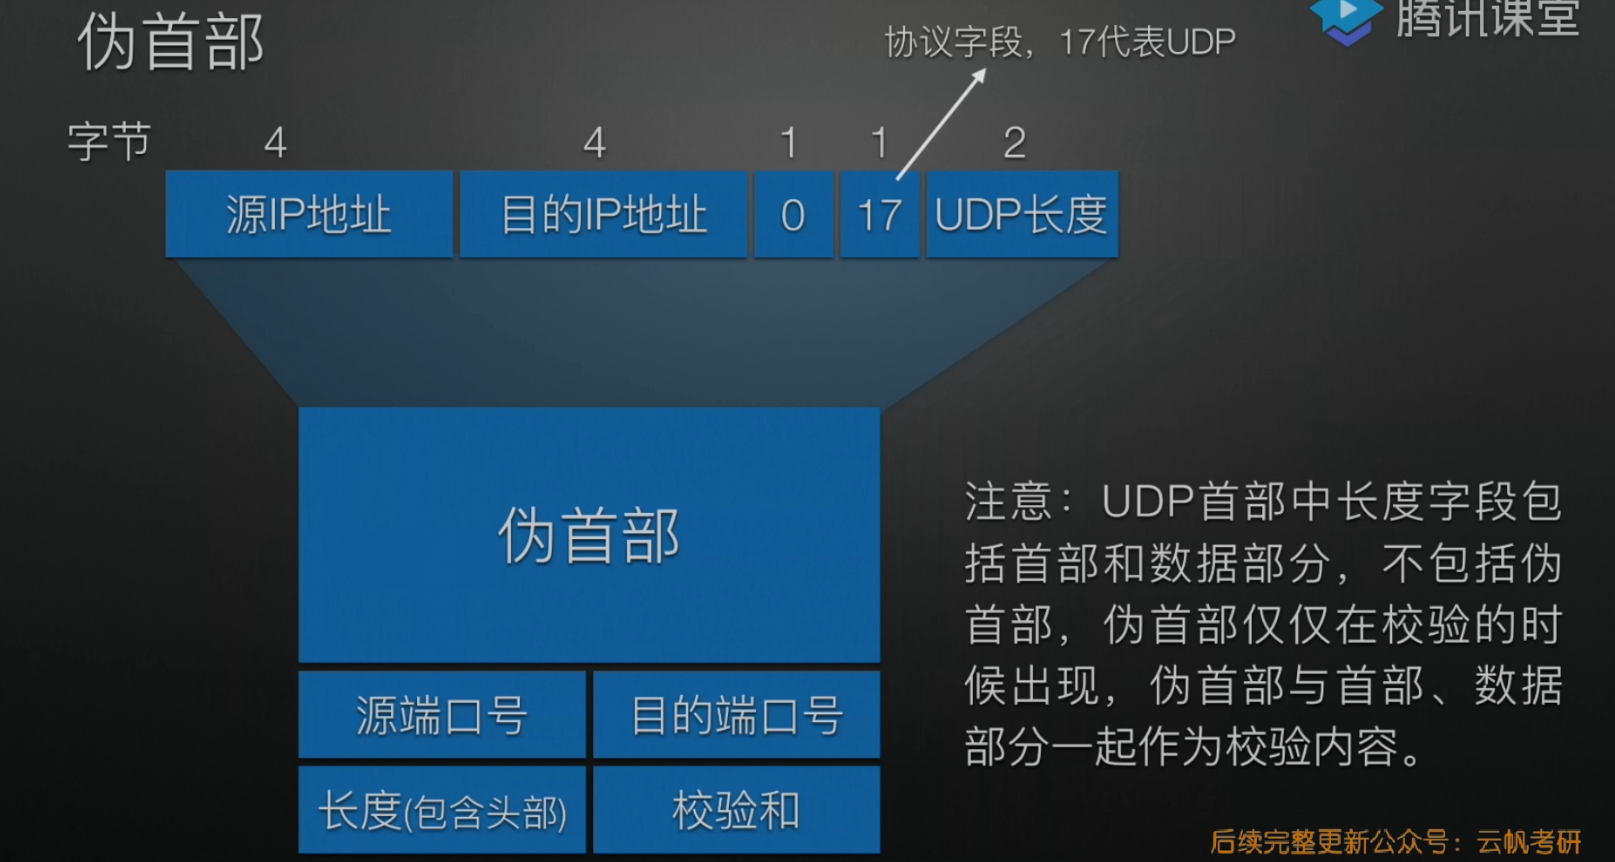 伪首部
协议字段，17代表UDP
腾讯课堂
字节 4 4 1 1 2
源IP地址 目的IP地址 0 17 UDP长度
伪首部
注意：UDP首部中长度字段包
括首部和数据部分，不包括伪
首部，伪首部仅仅在校验的时
候出现，伪首部与首部、数据
部分一起作为校验内容。
源端口号 目的端口号
长度(包含头部) 校验和
后续完整更新公众号：云帆考研